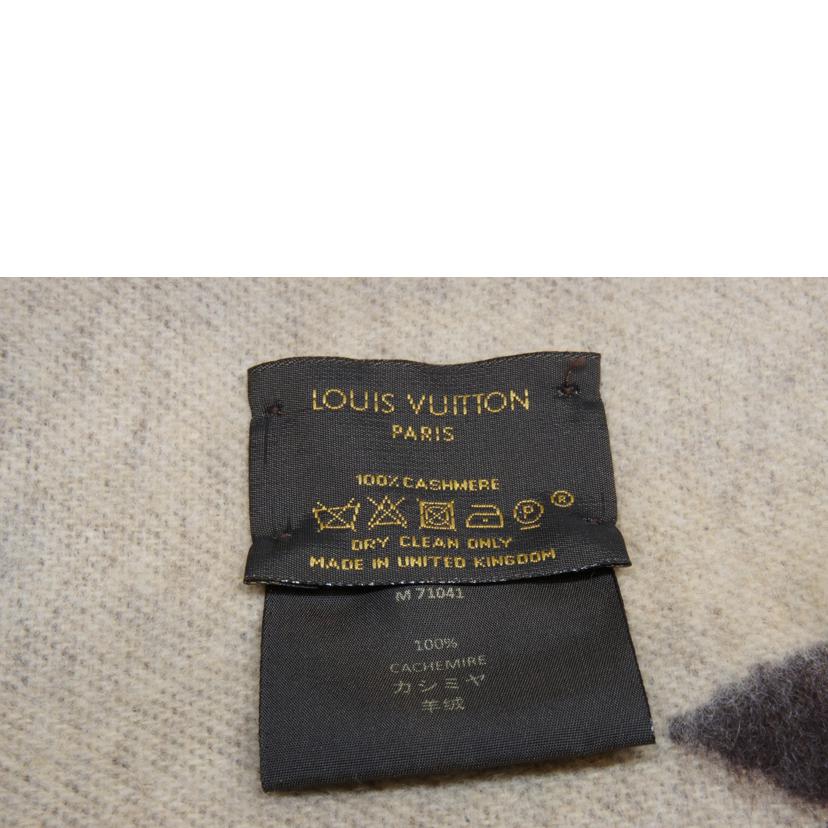 LOUIS VUITTON
PARIS
100% CASHMERE
P ®
DRY CLEAN ONLY
MADE IN UNITED KINGDOM
M 71041
100%
CACHEMIRE
カシミヤ
羊绒